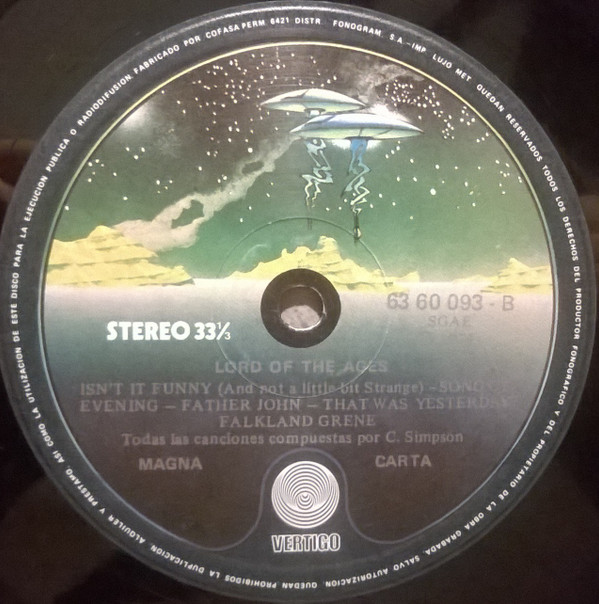 FABRICADO POR COFASA PERM 6421 DISTR. FONOGRAM, S.A.-IMP LUJO MET QUEDAN RESERVADOS TODOS LOS DERECHOS DEL PRODUCTOR FONOGRAFICO Y DEL PROPIETARIO DE LA OBRA GRABADA. SALVO AUTORIZACION, QUEDAN PROHIBIDOS LA DUPLICACION, ALQUILER Y PRESTAMO, ASI COMO LA UTILIZACION DE ESTE DISCO PARA LA EJECUCION PUBLICA O RADIODIFUSION.
63 60 093 - B
SGAE
STEREO 33⅓
LORD OF THE AGES
ISN'T IT FUNNY (And not a little bit Strange) - SONG
EVENING - FATHER JOHN - THAT WAS YESTERDAY
FALKLAND GRENE
Todas las canciones compuestas por C. Simpson
MAGNA CARTA
VERTIGO